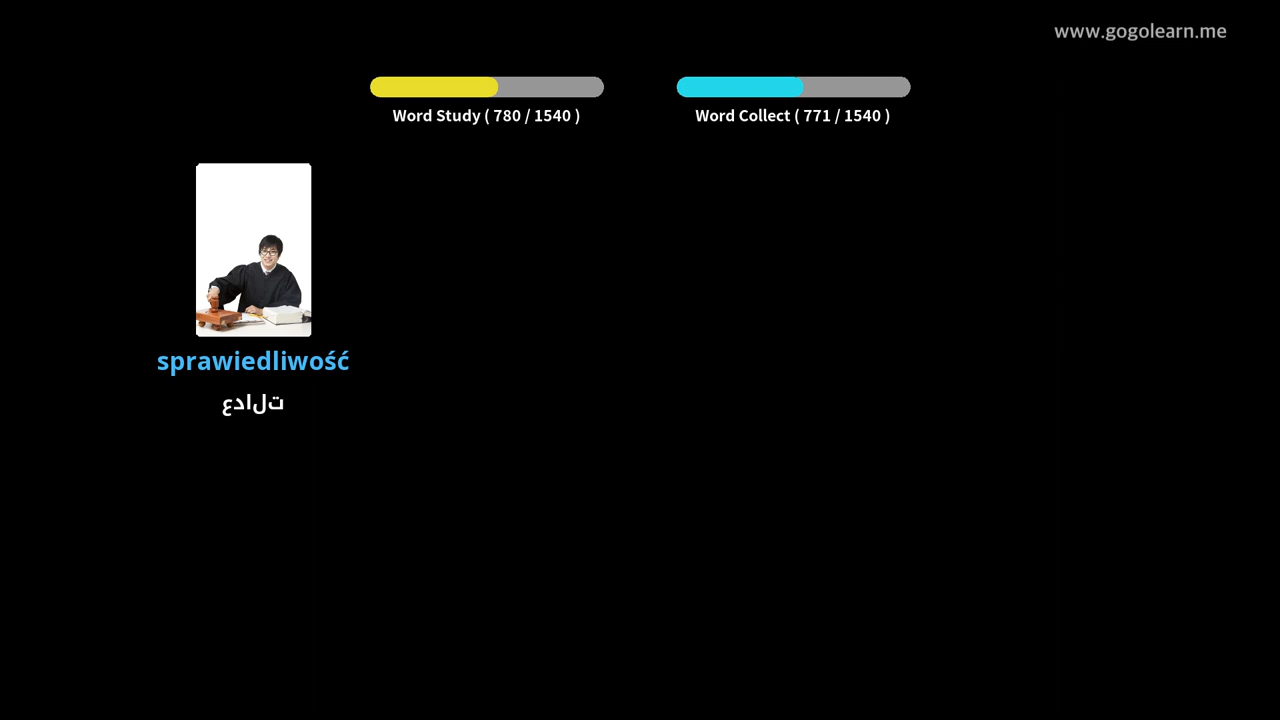 www.gogolearn.me
Word Study ( 780 / 1540 )
Word Collect ( 771 / 1540 )
sprawiedliwość
عدالت